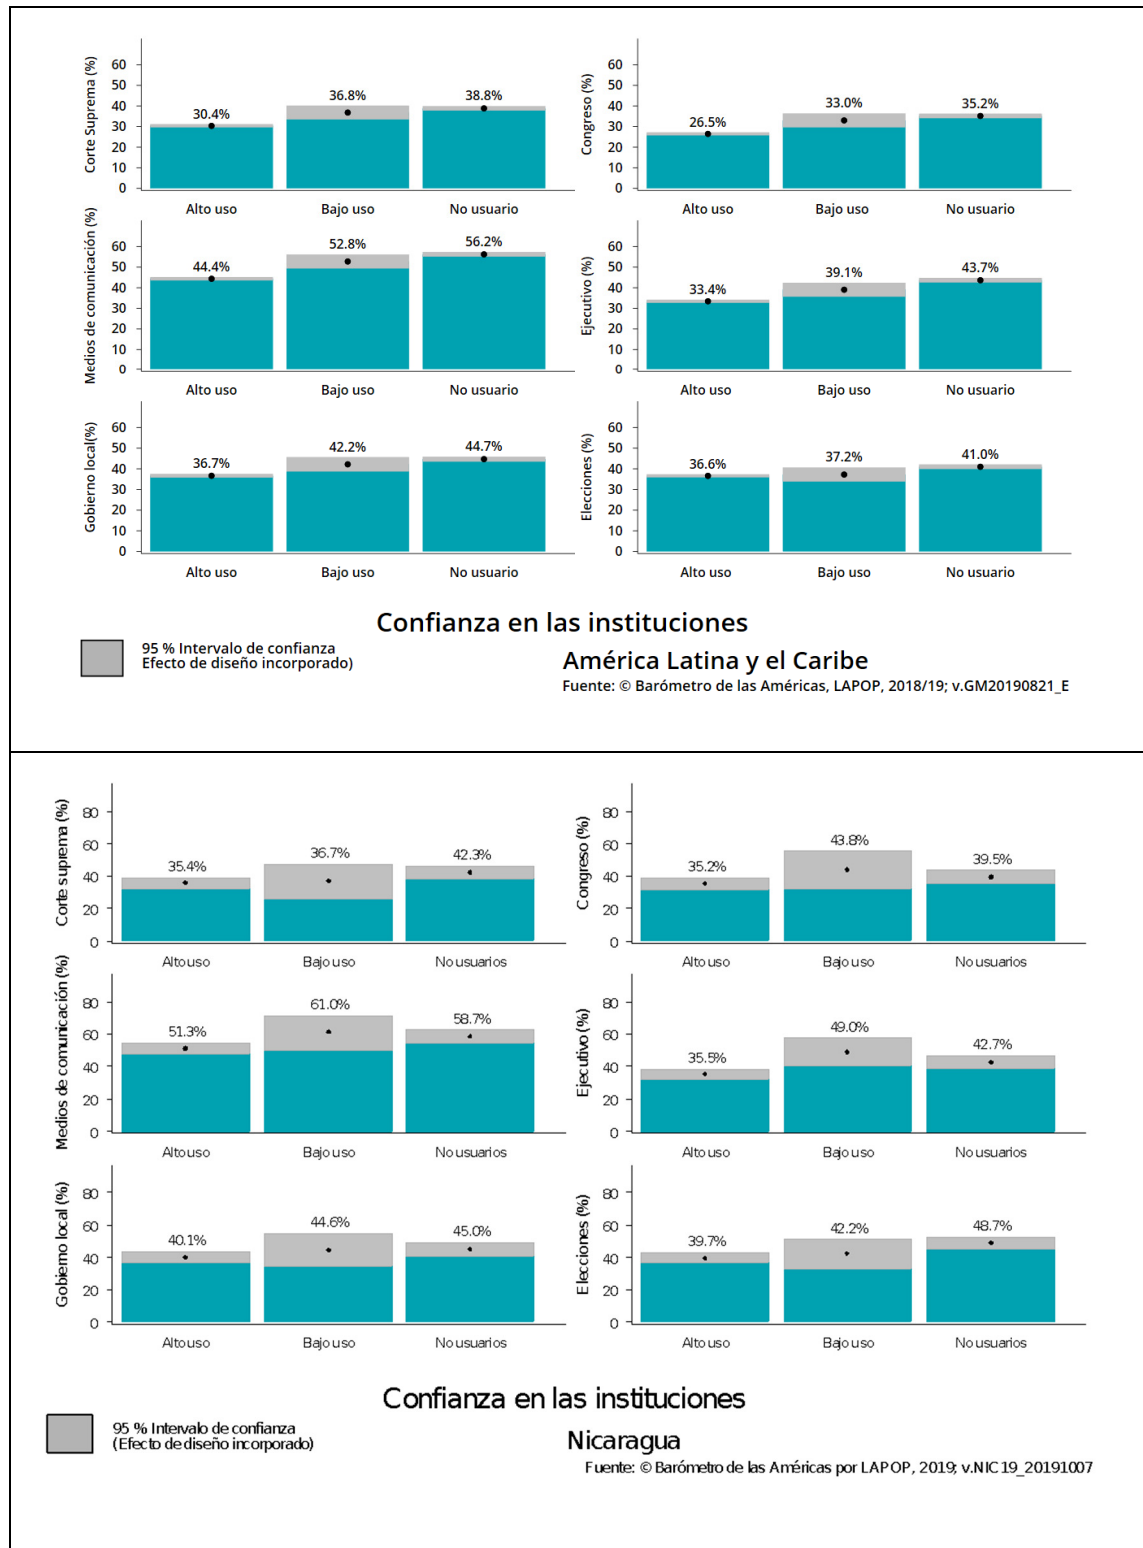 Corte Suprema (%)
60
50
40
30
20
10
0
30.4%
36.8%
38.8%
Alto uso
Bajo uso
No usuario
Congreso (%)
60
50
40
30
20
10
0
26.5%
33.0%
35.2%
Alto uso
Bajo uso
No usuario
Medios de comunicación (%)
60
50
40
30
20
10
0
44.4%
52.8%
56.2%
Alto uso
Bajo uso
No usuario
Ejecutivo (%)
60
50
40
30
20
10
0
33.4%
39.1%
43.7%
Alto uso
Bajo uso
No usuario
Gobierno local(%)
60
50
40
30
20
10
0
36.7%
42.2%
44.7%
Alto uso
Bajo uso
No usuario
Elecciones (%)
60
50
40
30
20
10
0
36.6%
37.2%
41.0%
Alto uso
Bajo uso
No usuario
Confianza en las instituciones
95 % Intervalo de confianza
Efecto de diseño incorporado)
América Latina y el Caribe
Fuente: © Barómetro de las Américas, LAPOP, 2018/19; v.GM20190821_E
Corte suprema (%)
80
60
40
20
0
35.4%
36.7%
42.3%
Alto uso
Bajo uso
No usuarios
Congreso (%)
80
60
40
20
0
35.2%
43.8%
39.5%
Alto uso
Bajo uso
No usuarios
Medios de comunicación (%)
80
60
40
20
0
51.3%
61.0%
58.7%
Alto uso
Bajo uso
No usuarios
Ejecutivo (%)
80
60
40
20
0
35.5%
49.0%
42.7%
Alto uso
Bajo uso
No usuarios
Gobierno local (%)
80
60
40
20
0
40.1%
44.6%
45.0%
Alto uso
Bajo uso
No usuarios
Elecciones (%)
80
60
40
20
0
39.7%
42.2%
48.7%
Alto uso
Bajo uso
No usuarios
Confianza en las instituciones
95 % Intervalo de confianza
(Efecto de diseño incorporado)
Nicaragua
Fuente: © Barómetro de las Américas por LAPOP, 2019; v.NIC19_20191007